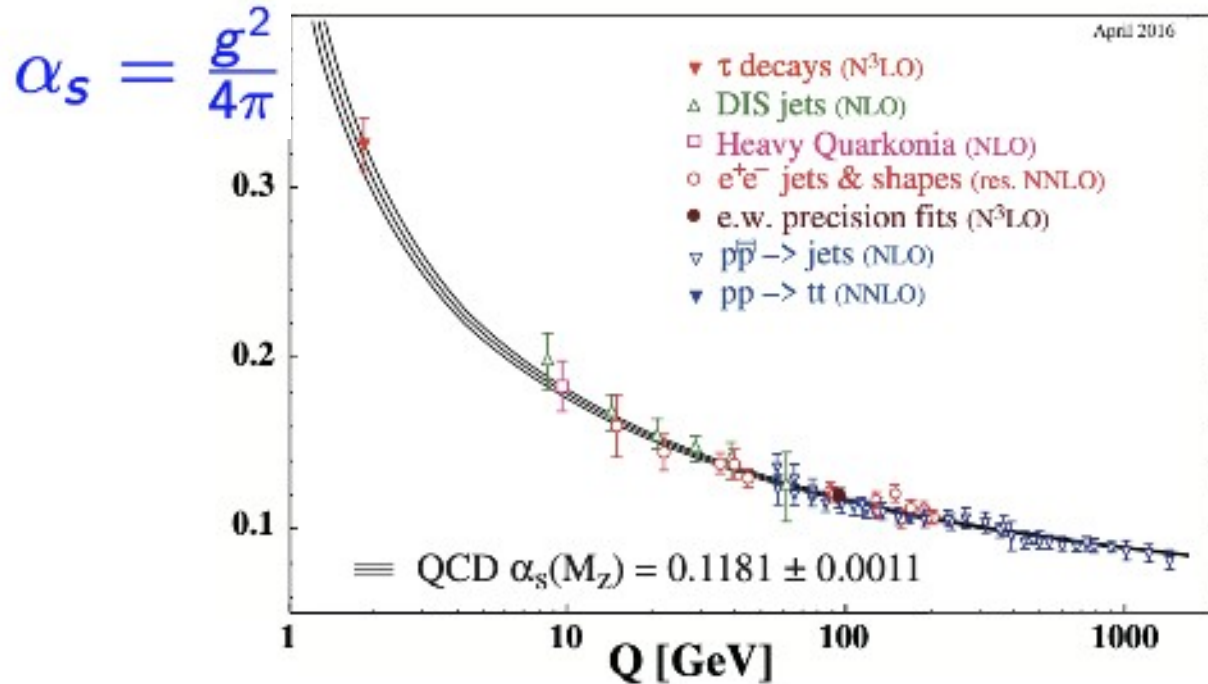 αₛ = g²/4π
April 2016
τ decays (N³LO)
DIS jets (NLO)
Heavy Quarkonia (NLO)
e⁺e⁻ jets & shapes (res. NNLO)
e.w. precision fits (N³LO)
pp̅ –> jets (NLO)
pp –> tt (NNLO)
0.3
0.2
0.1
QCD αₛ(M_Z) = 0.1181 ± 0.0011
1 10 100 1000
Q [GeV]